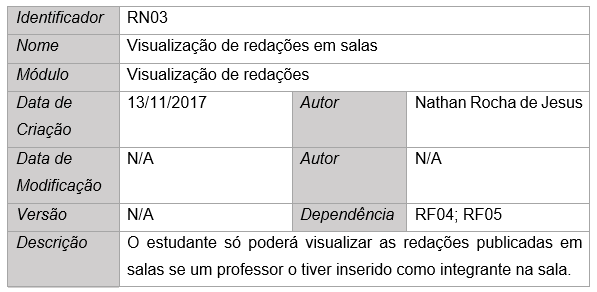 Identificador RN03
Nome Visualização de redações em salas
Módulo Visualização de redações
Data de Criação 13/11/2017 Autor Nathan Rocha de Jesus
Data de Modificação N/A Autor N/A
Versão N/A Dependência RF04; RF05
Descrição O estudante só poderá visualizar as redações publicadas em
salas se um professor o tiver inserido como integrante na sala.